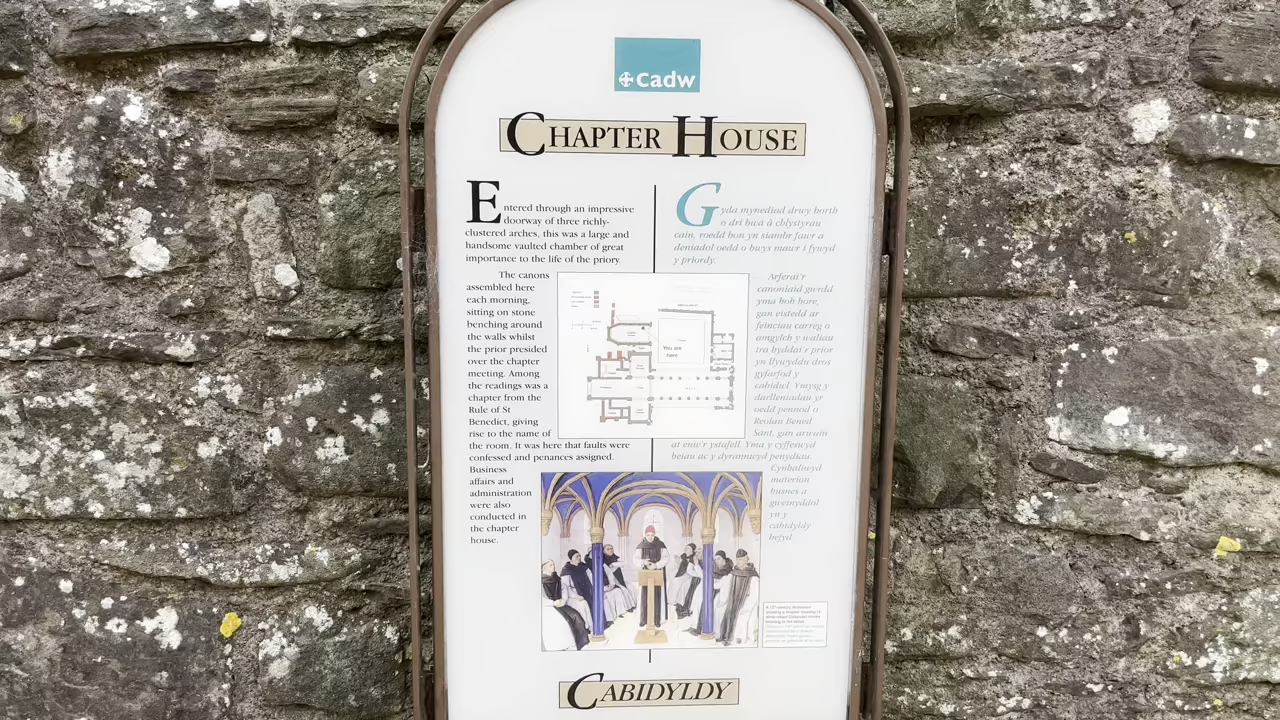 cadw
CHAPTER HOUSE
Entered through an impressive
doorway of three richly-
clustered arches, this was a large and
handsome vaulted chamber of great
importance to the life of the priory.
The canons
assembled here
each morning,
sitting on stone
benching around
the walls whilst
the prior presided
over the chapter
meeting. Among
the readings was a
chapter from the
Rule of St
Benedict, giving
rise to the name of
the room. It was here that faults were
confessed and penances assigned.
Business
affairs and
administration
were also
conducted in
the chapter
house.
Gyda mynediad drwy borth
o dri bwa â chlystyrau
cain, roedd hon yn siambr fawr a
deniadol oedd o bwys mawr i fywyd
y priordy.
Arferai'r
canoniaid gwrdd
yma bob bore,
gan eistedd ar
feinciau carreg o
amgylch y waliau
tra byddai'r prior
yn llywyddu dros
gyfarfod y
cabidwl. Ymysg y
darlleniadau yr
oedd pennod o
Reolau Bened
Sant, gan arwain
at enw'r ystafell. Yma y cyffeswyd
beiau ac y dyrannwyd penydiau.
Cynhaliwyd
materion
busnes a
gweinyddol
yn y
cabidyldy
hefyd.
You are
here
CABIDYLDY